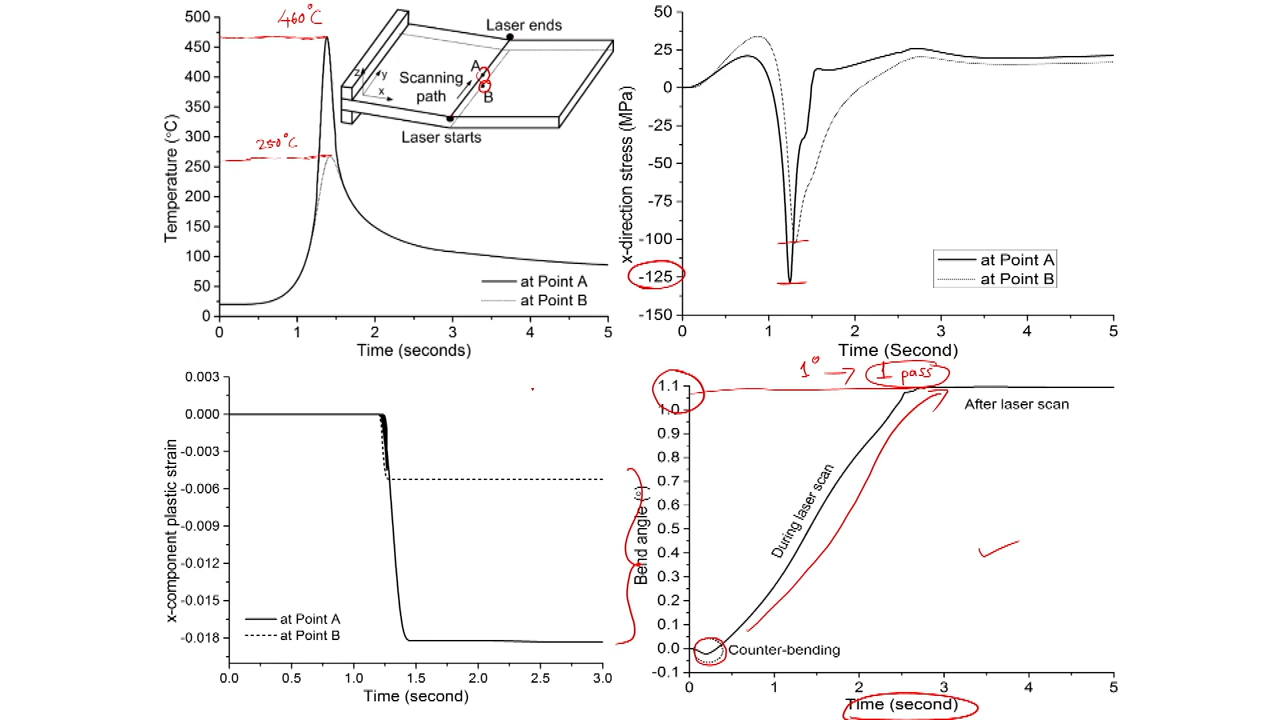 460°C
250°C
500
450
400
350
300
250
200
150
100
50
0
Temperature (°C)
0 1 2 3 4 5
Time (seconds)
Laser ends
z y x
A
B
Scanning
path
Laser starts
at Point A
at Point B
50
25
0
-25
-50
-75
-100
-125
-150
x-direction stress (MPa)
0 1 2 3 4 5
Time (Second)
at Point A
at Point B
0.003
0.000
-0.003
-0.006
-0.009
-0.012
-0.015
-0.018
x-component plastic strain
0.0 0.5 1.0 1.5 2.0 2.5 3.0
Time (second)
at Point A
at Point B
1° → 1 pass
1.1
1.0
0.9
0.8
0.7
0.6
0.5
0.4
0.3
0.2
0.1
0.0
-0.1
Bend angle (°)
During laser scan
After laser scan
Counter-bending
0 1 2 3 4 5
Time (second)